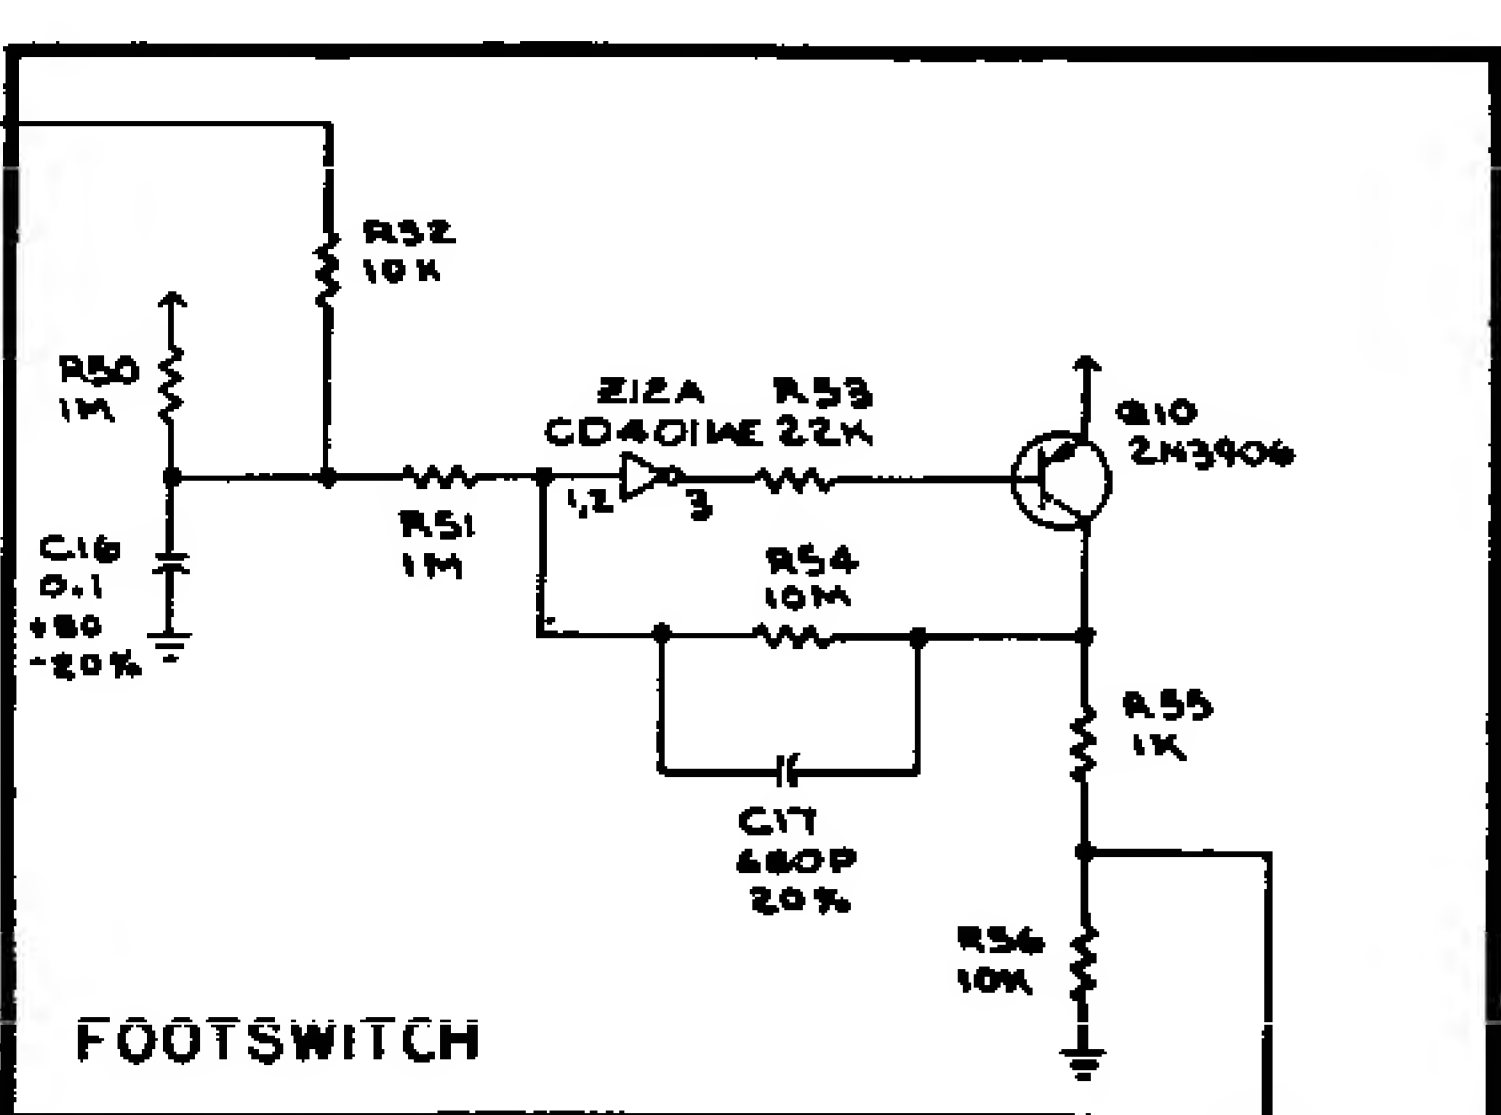 R52
10K
R50
1M
Z12A
CD4011AE
R53
22K
Q10
2N3906
1,2
3
R51
1M
C16
0.1
+80
-20%
R54
10M
R55
1K
C17
680P
20%
R56
10K
FOOTSWITCH